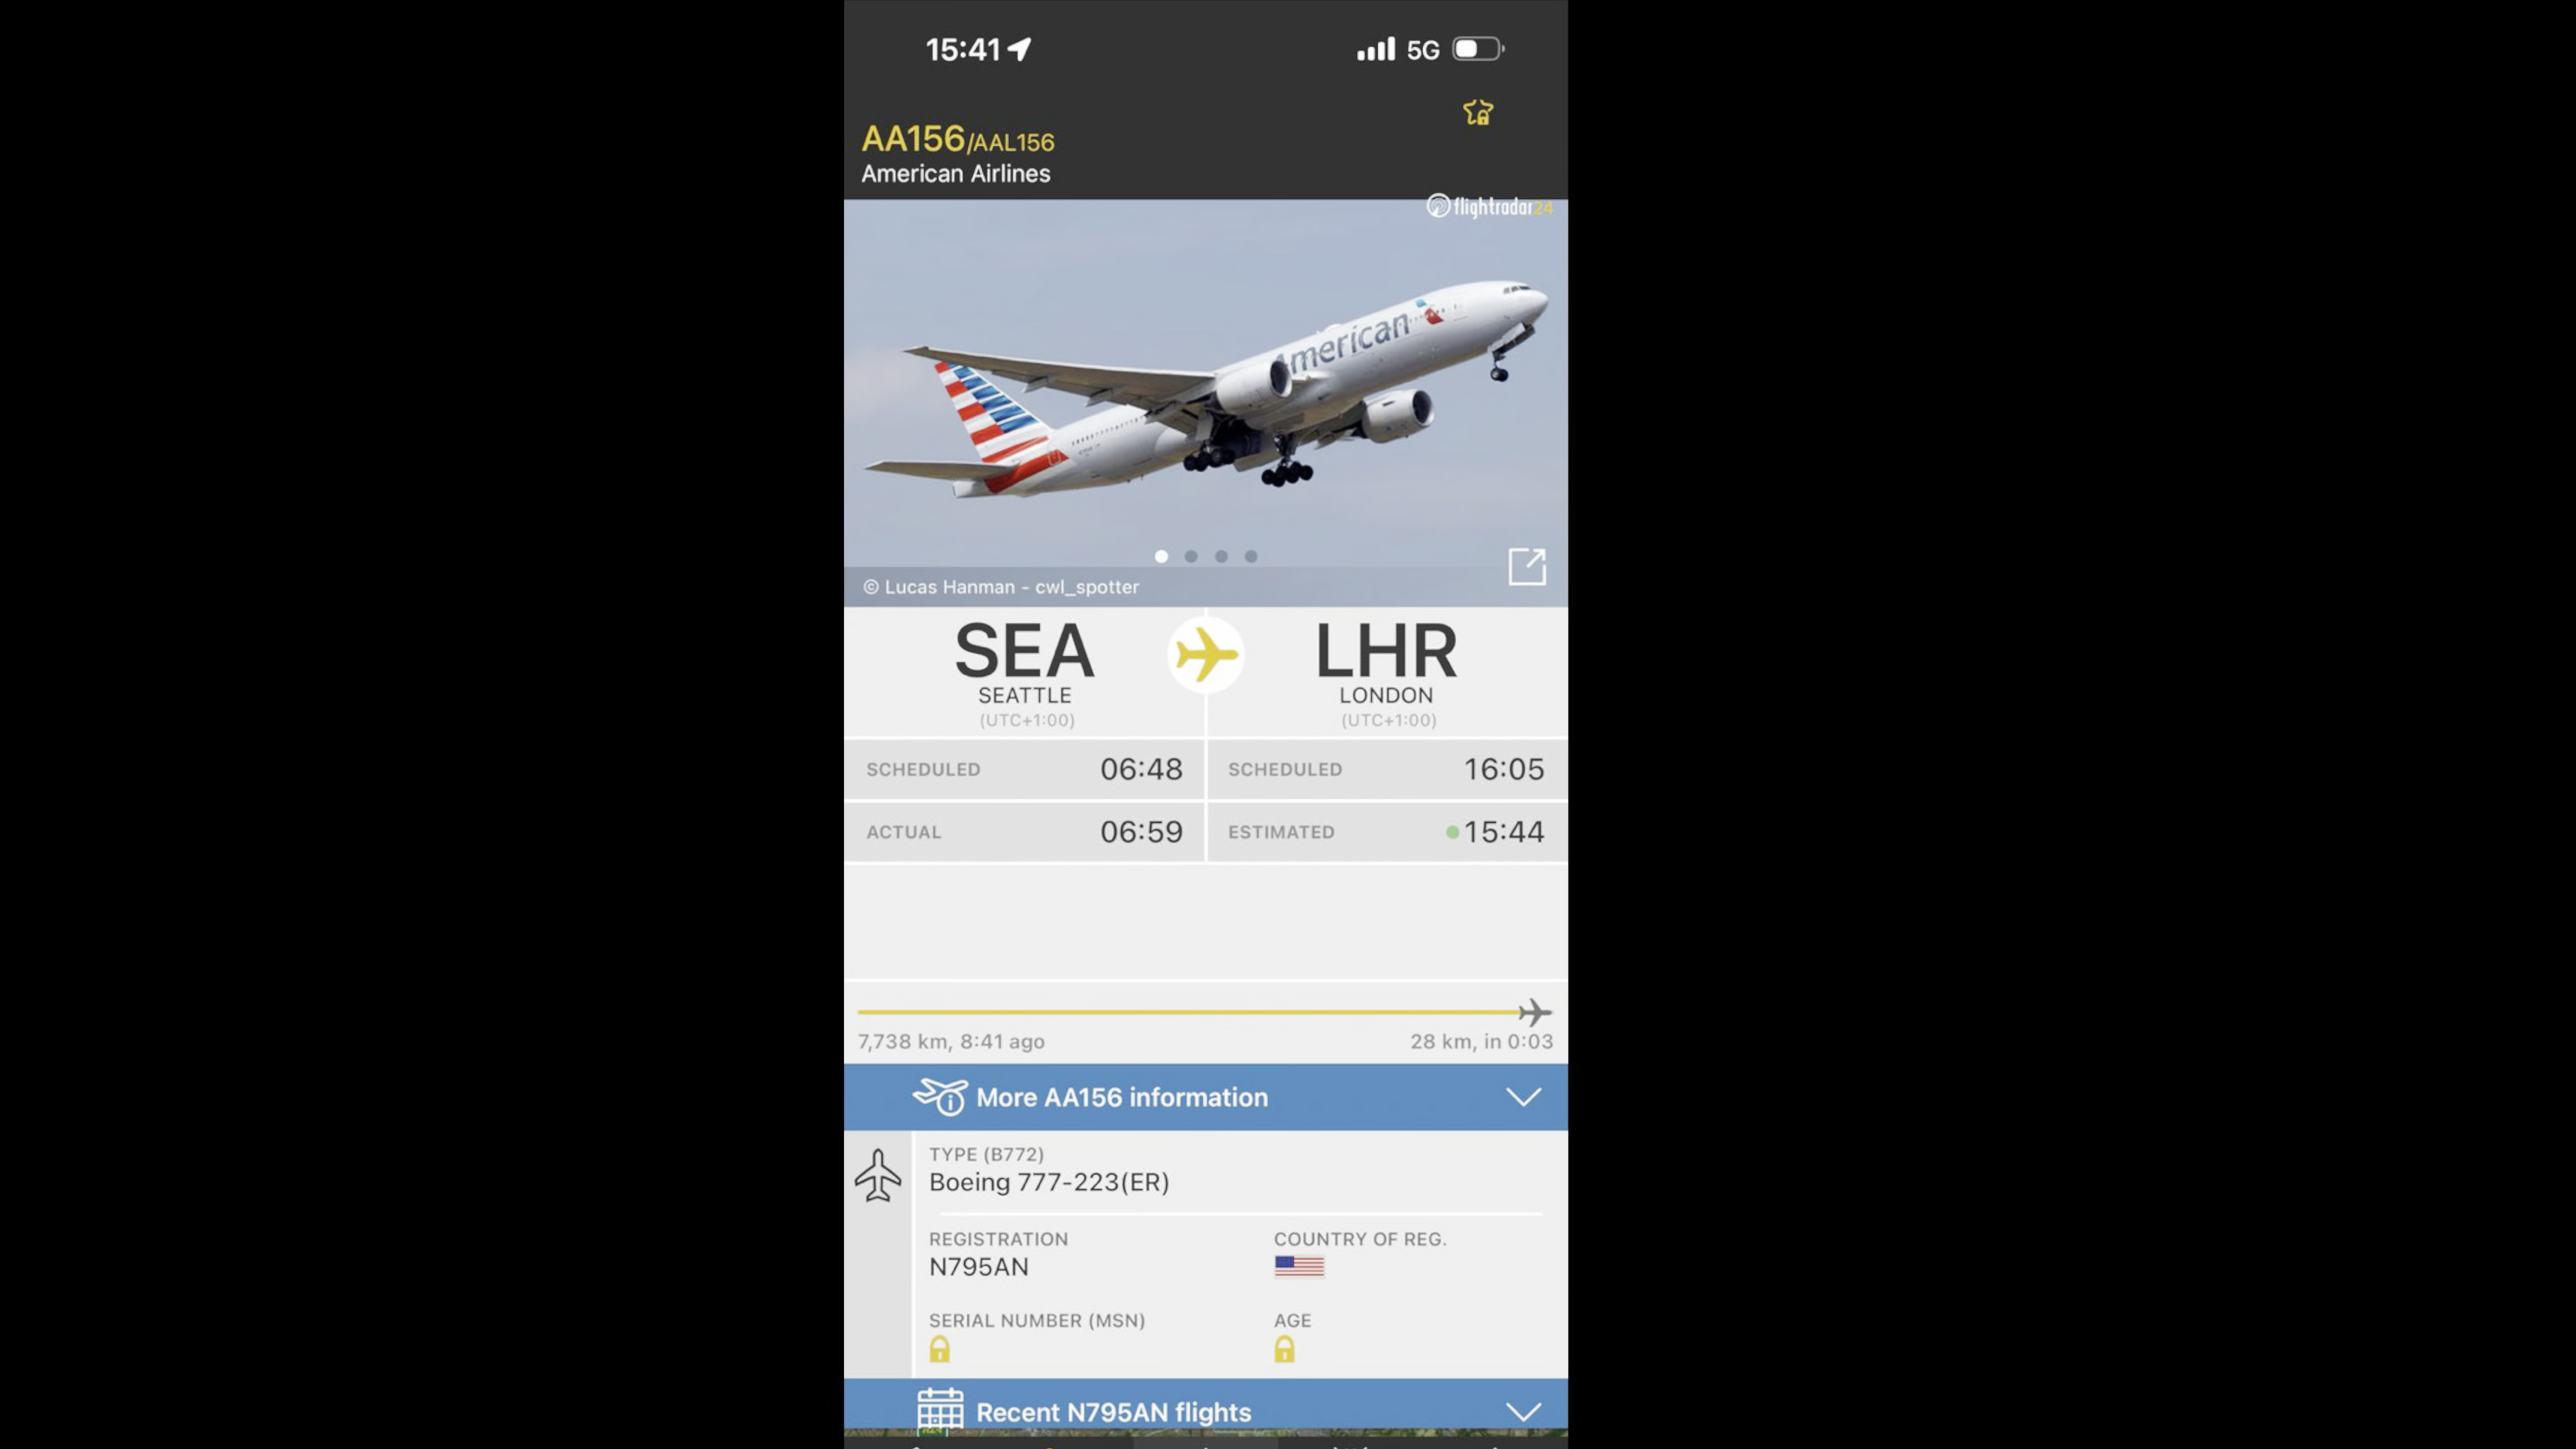 15:41
5G
AA156/AAL156
American Airlines
flightradar24
American
© Lucas Hanman - cwl_spotter
SEA
SEATTLE
(UTC+1:00)
LHR
LONDON
(UTC+1:00)
SCHEDULED 06:48
SCHEDULED 16:05
ACTUAL 06:59
ESTIMATED 15:44
7,738 km, 8:41 ago
28 km, in 0:03
More AA156 information
TYPE (B772)
Boeing 777-223(ER)
REGISTRATION
N795AN
COUNTRY OF REG.
SERIAL NUMBER (MSN)
AGE
Recent N795AN flights